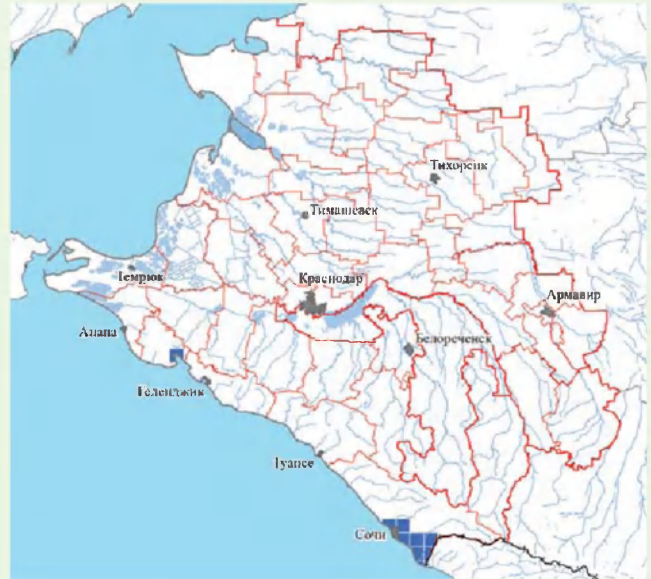 Тихорецк
Тимашевск
Темрюк
Краснодар
Армавир
Анапа
Белореченск
Геленджик
Туапсе
Сочи